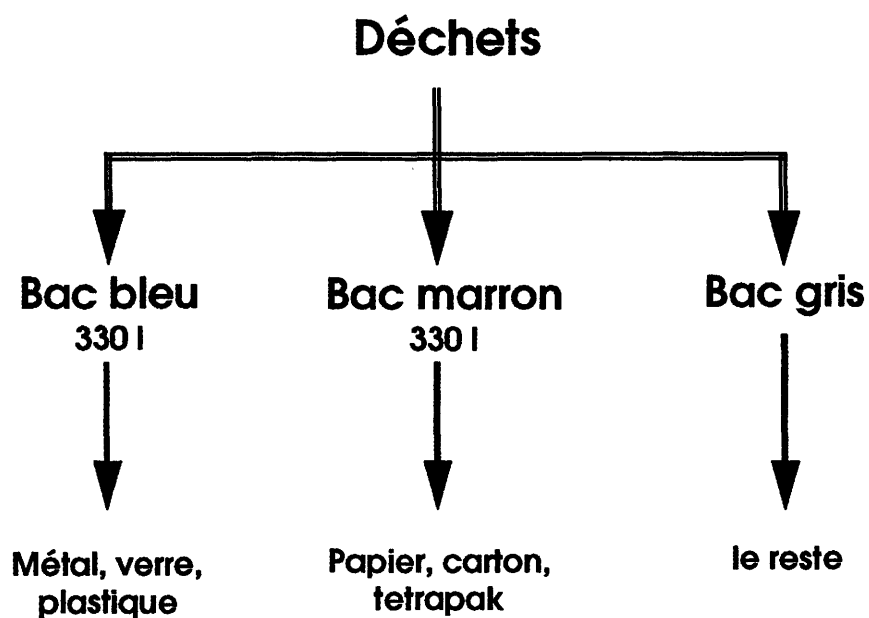 Déchets
Bac bleu
330 l
Bac marron
330 l
Bac gris
Métal, verre,
plastique
Papier, carton,
tetrapak
le reste